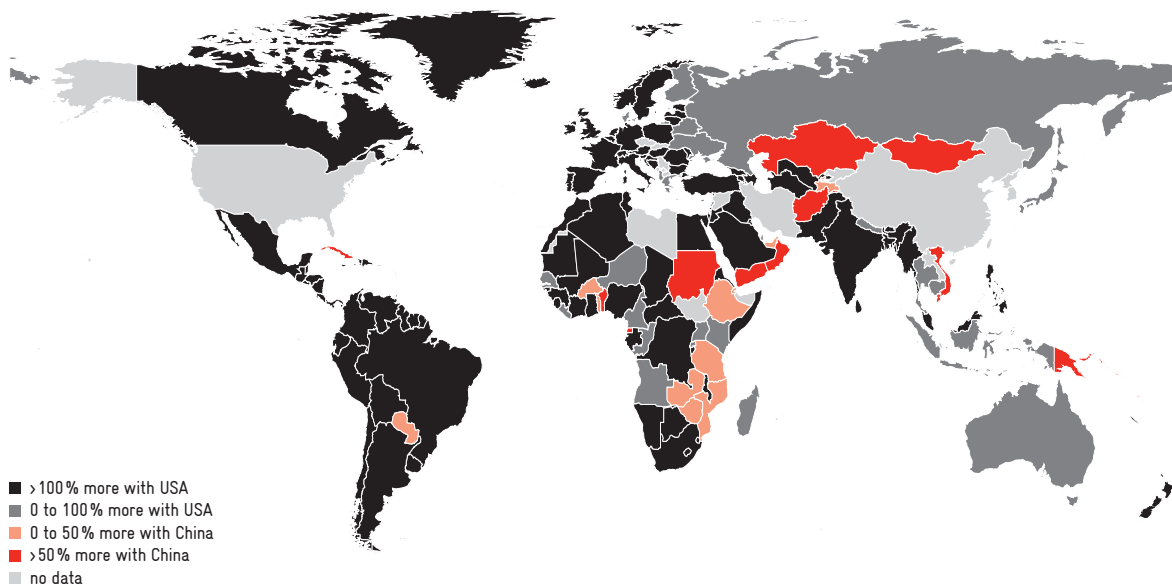 >100% more with USA
0 to 100% more with USA
0 to 50% more with China
>50% more with China
no data